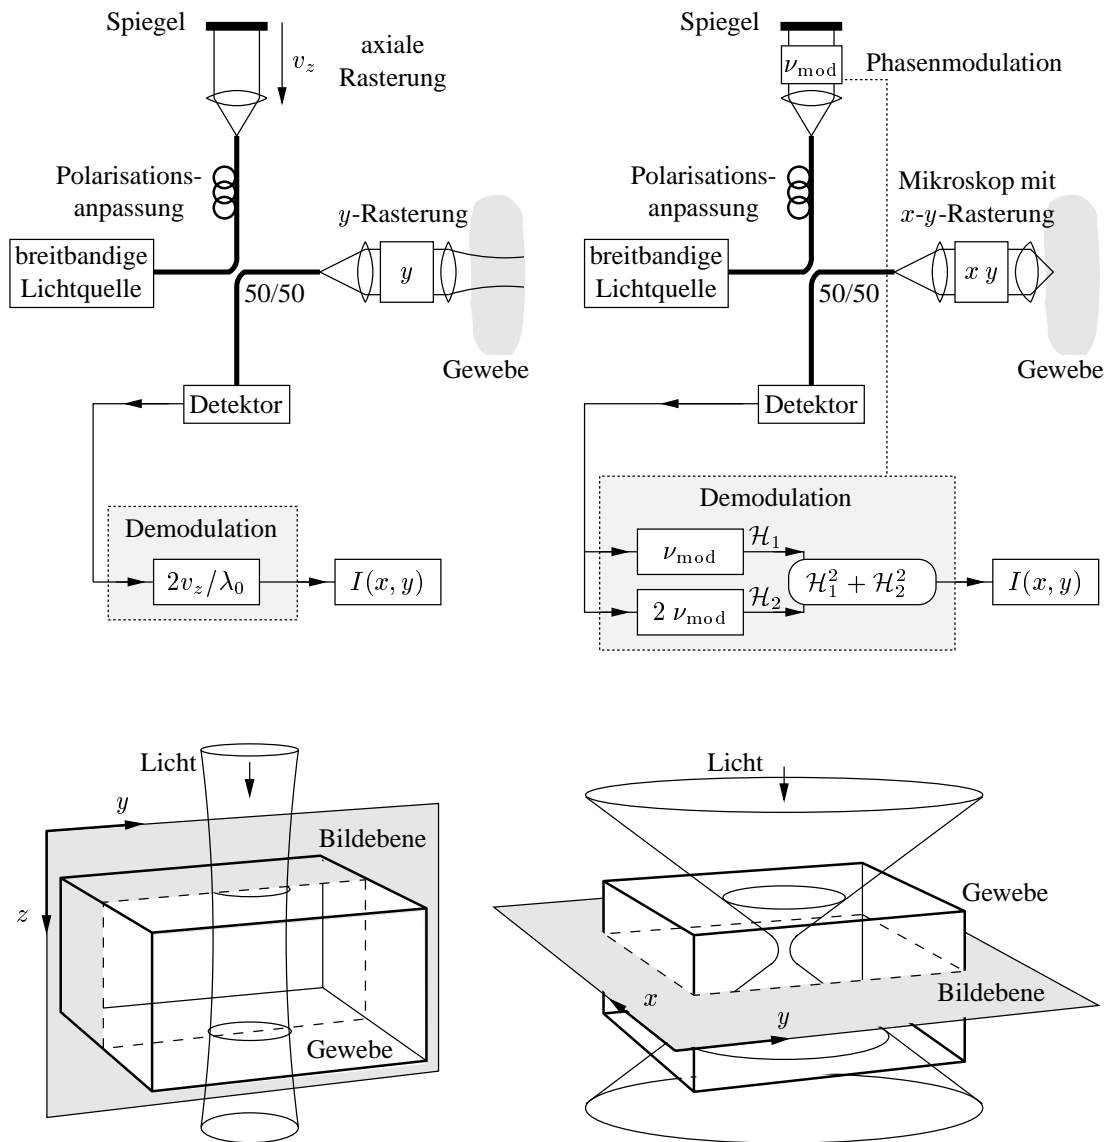 Spiegel
v_z
axiale
Rasterung
Polarisations-
anpassung
y-Rasterung
breitbandige
Lichtquelle
y
50/50
Gewebe
Detektor
Demodulation
2v_z/λ_0
I(x, y)
Spiegel
ν_mod
Phasenmodulation
Polarisations-
anpassung
Mikroskop mit
x-y-Rasterung
breitbandige
Lichtquelle
x y
50/50
Gewebe
Detektor
Demodulation
ν_mod
ℋ_1
2 ν_mod
ℋ_2
ℋ_1^2 + ℋ_2^2
I(x, y)
Licht
y
Bildebene
z
Gewebe
Licht
Gewebe
x
Bildebene
y